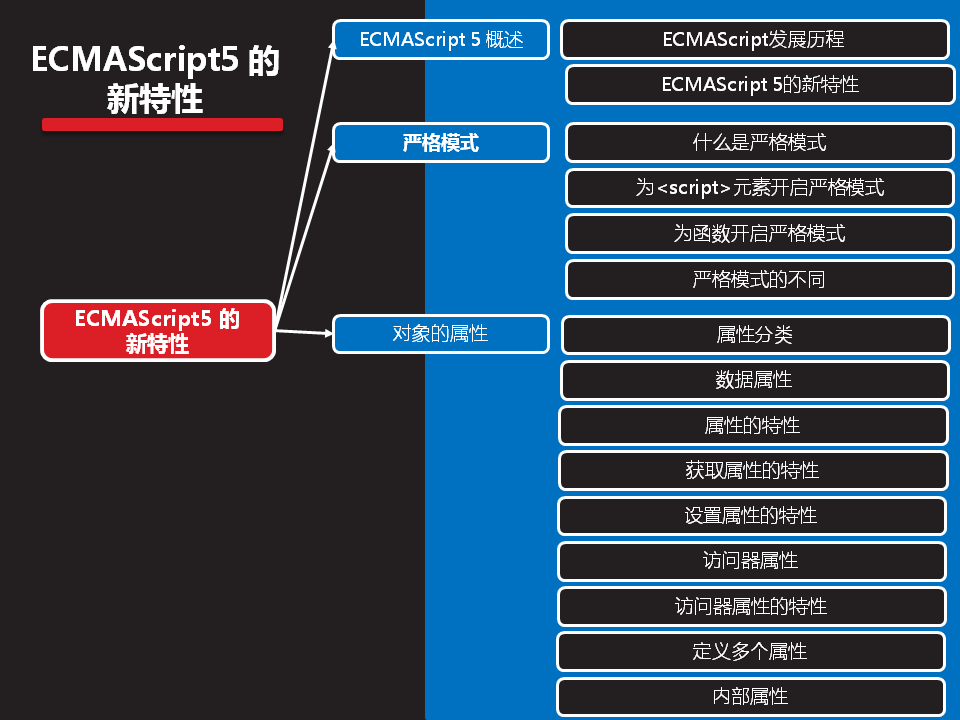 ECMAScript5 的
新特性
ECMAScript 5 概述
ECMAScript发展历程
ECMAScript 5的新特性
严格模式
什么是严格模式
为<script>元素开启严格模式
为函数开启严格模式
严格模式的不同
ECMAScript5 的
新特性
对象的属性
属性分类
数据属性
属性的特性
获取属性的特性
设置属性的特性
访问器属性
访问器属性的特性
定义多个属性
内部属性